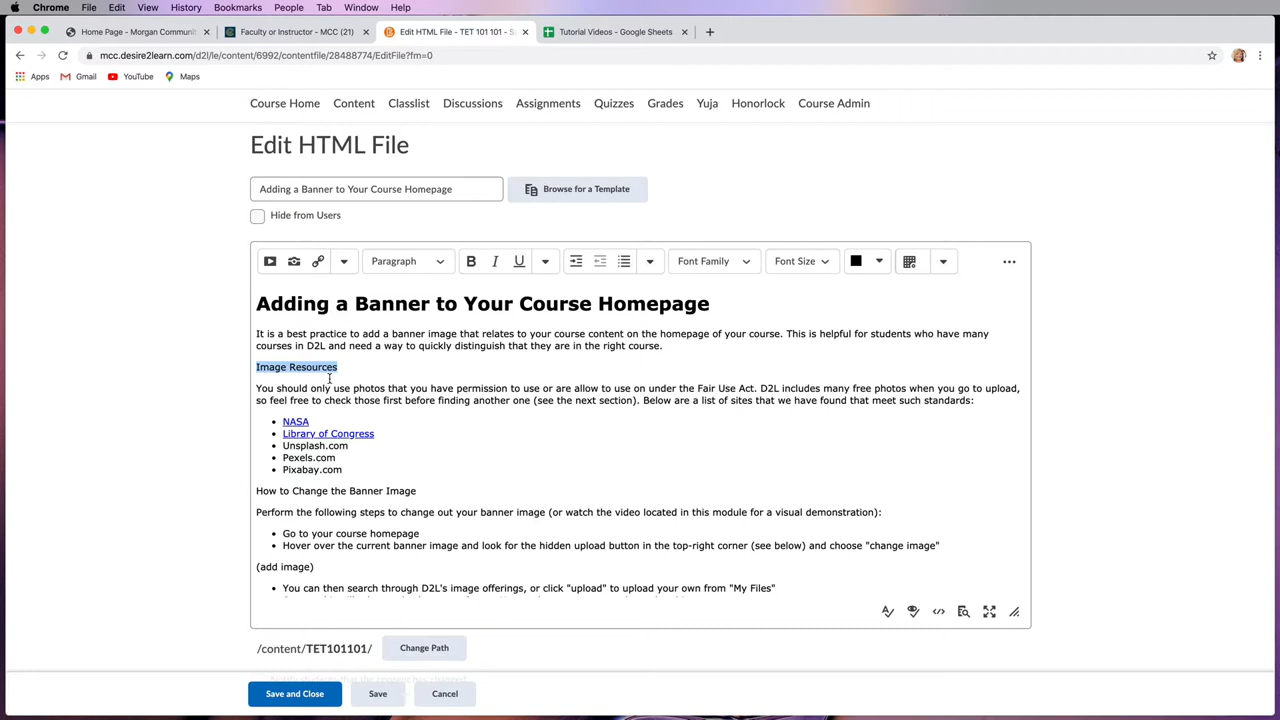 Chrome File Edit View History Bookmarks People Tab Window Help
Home Page - Morgan Communi
Faculty or Instructor - MCC (21)
Edit HTML File - TET 101 101 - S
Tutorial Videos - Google Sheets
mcc.desire2learn.com/d2l/le/content/6992/contentfile/28488774/EditFile?fm=0
Apps Gmail YouTube Maps
Course Home Content Classlist Discussions Assignments Quizzes Grades Yuja Honorlock Course Admin
Edit HTML File
Adding a Banner to Your Course Homepage
Browse for a Template
Hide from Users
Paragraph B I U Font Family Font Size
Adding a Banner to Your Course Homepage
It is a best practice to add a banner image that relates to your course content on the homepage of your course. This is helpful for students who have many
courses in D2L and need a way to quickly distinguish that they are in the right course.
Image Resources
You should only use photos that you have permission to use or are allow to use on under the Fair Use Act. D2L includes many free photos when you go to upload,
so feel free to check those first before finding another one (see the next section). Below are a list of sites that we have found that meet such standards:
• NASA
• Library of Congress
• Unsplash.com
• Pexels.com
• Pixabay.com
How to Change the Banner Image
Perform the following steps to change out your banner image (or watch the video located in this module for a visual demonstration):
• Go to your course homepage
• Hover over the current banner image and look for the hidden upload button in the top-right corner (see below) and choose "change image"
(add image)
• You can then search through D2L's image offerings, or click "upload" to upload your own from "My Files"
/content/TET101101/
Change Path
Save and Close
Save
Cancel